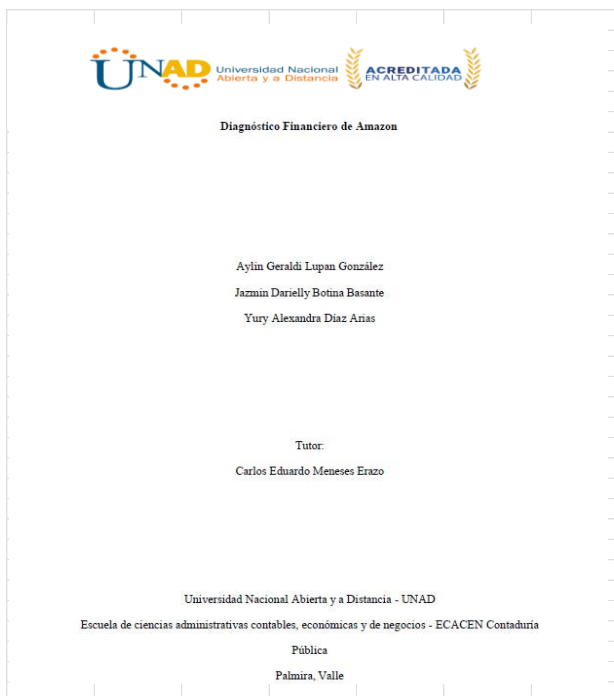 UNAD Universidad Nacional
Abierta y a Distancia
ACREDITADA
EN ALTA CALIDAD
Diagnóstico Financiero de Amazon
Aylin Geraldi Lupan González
Jazmin Darielly Botina Basante
Yury Alexandra Díaz Arias
Tutor:
Carlos Eduardo Meneses Erazo
Universidad Nacional Abierta y a Distancia - UNAD
Escuela de ciencias administrativas contables, económicas y de negocios - ECACEN Contaduría
Pública
Palmira, Valle